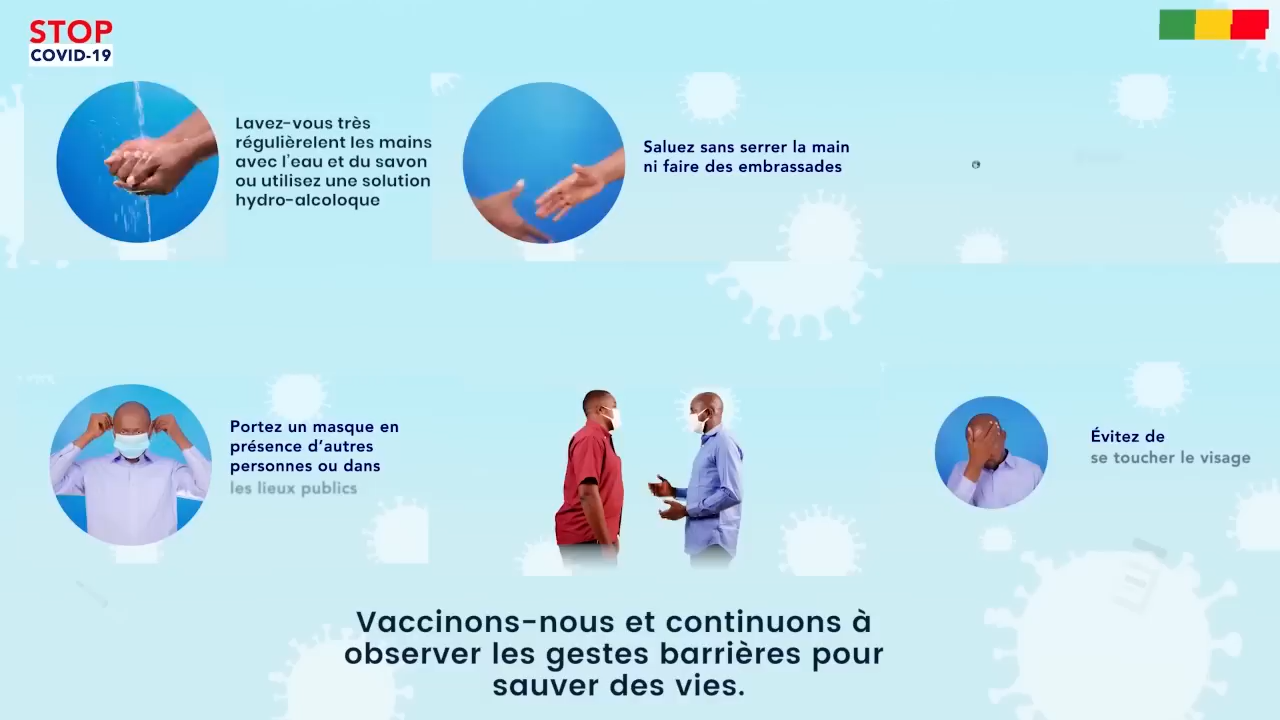 STOP
COVID-19
Lavez-vous très
régulièrelent les mains
avec l'eau et du savon
ou utilisez une solution
hydro-alcoloque
Saluez sans serrer la main
ni faire des embrassades
Portez un masque en
présence d'autres
personnes ou dans
les lieux publics
Évitez de
se toucher le visage
Vaccinons-nous et continuons à
observer les gestes barrières pour
sauver des vies.